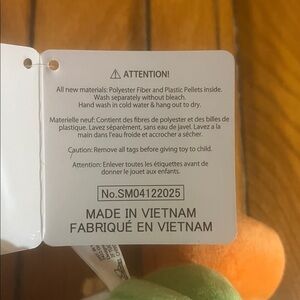 ⚠ ATTENTION!
All new materials: Polyester Fiber and Plastic Pellets Inside.
Wash separately without bleach.
Hand wash in cold water & hang out to dry.
Materielle neuf: Contient des fibres de polyester et des billes de
plastique. Lavez séparément, sans eau de javel. Lavez a la
main dans l'eau froide et accrocher a sécher.
Caution: Remove all tags before giving toy to child.
Attention: Enlever toutes les étiquettes avant de
donner le jouet aux enfants.
No.SM04122025
MADE IN VIETNAM
FABRIQUÉ EN VIETNAM